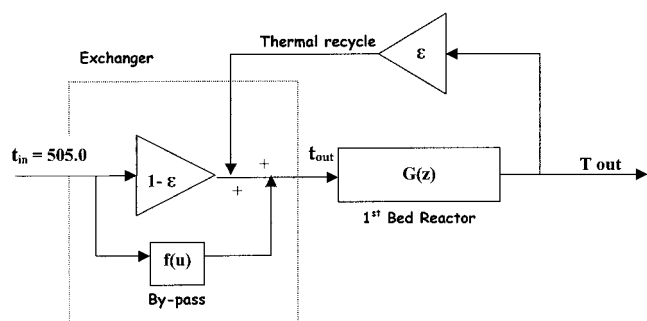 Thermal recycle
ε
Exchanger
t_in = 505.0
1- ε
+
+
t_out
G(z)
T out
1st Bed Reactor
f(u)
By-pass